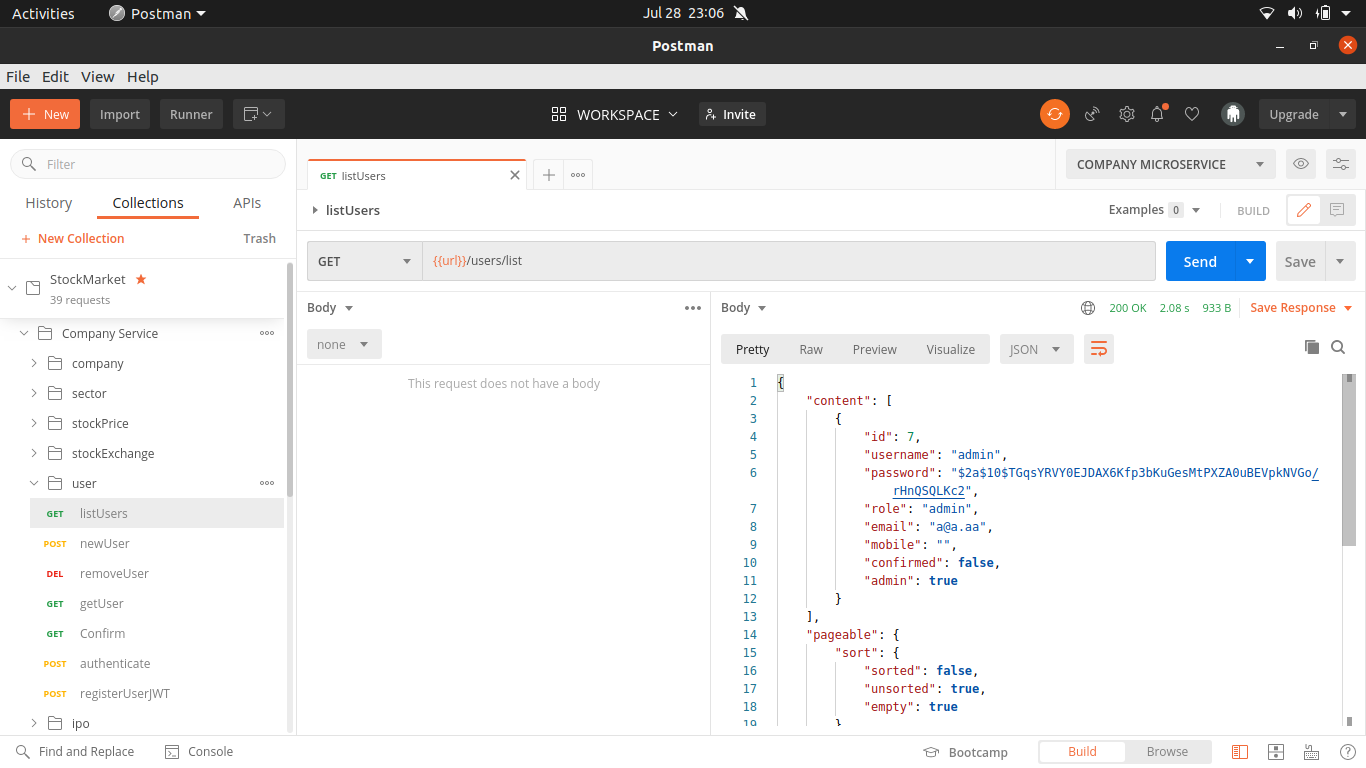 Activities
Postman
Jul 28 23:06
Postman
File Edit View Help
New
Import
Runner
WORKSPACE
Invite
Upgrade
Filter
History
Collections
APIs
+ New Collection
Trash
StockMarket
39 requests
Company Service
company
sector
stockPrice
stockExchange
user
GET listUsers
POST newUser
DEL removeUser
GET getUser
GET Confirm
POST authenticate
POST registerUserJWT
ipo
GET listUsers
COMPANY MICROSERVICE
listUsers
Examples 0
BUILD
GET
{{url}}/users/list
Send
Save
Body
none
This request does not have a body
Body
200 OK 2.08 s 933 B
Save Response
Pretty Raw Preview Visualize
JSON
1 {
2 "content": [
3 {
4 "id": 7,
5 "username": "admin",
6 "password": "$2a$10$TGqsYRVY0EJDAX6Kfp3bKuGesMtPXZA0uBEVpkNVGo/
rHnQSQLKc2",
7 "role": "admin",
8 "email": "a@a.aa",
9 "mobile": "",
10 "confirmed": false,
11 "admin": true
12 }
13 ],
14 "pageable": {
15 "sort": {
16 "sorted": false,
17 "unsorted": true,
18 "empty": true
19 }
Find and Replace
Console
Bootcamp
Build
Browse